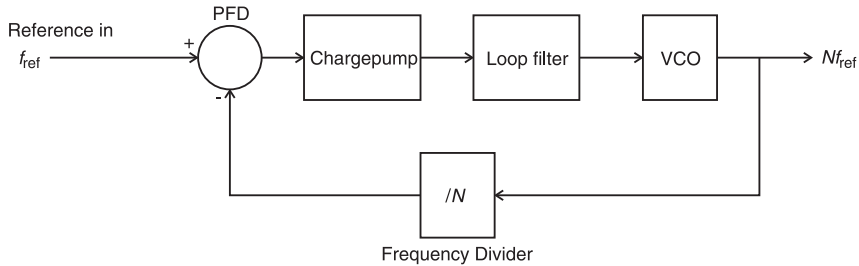 PFD
Reference in
f_ref
+
-
Chargepump
Loop filter
VCO
Nf_ref
/N
Frequency Divider